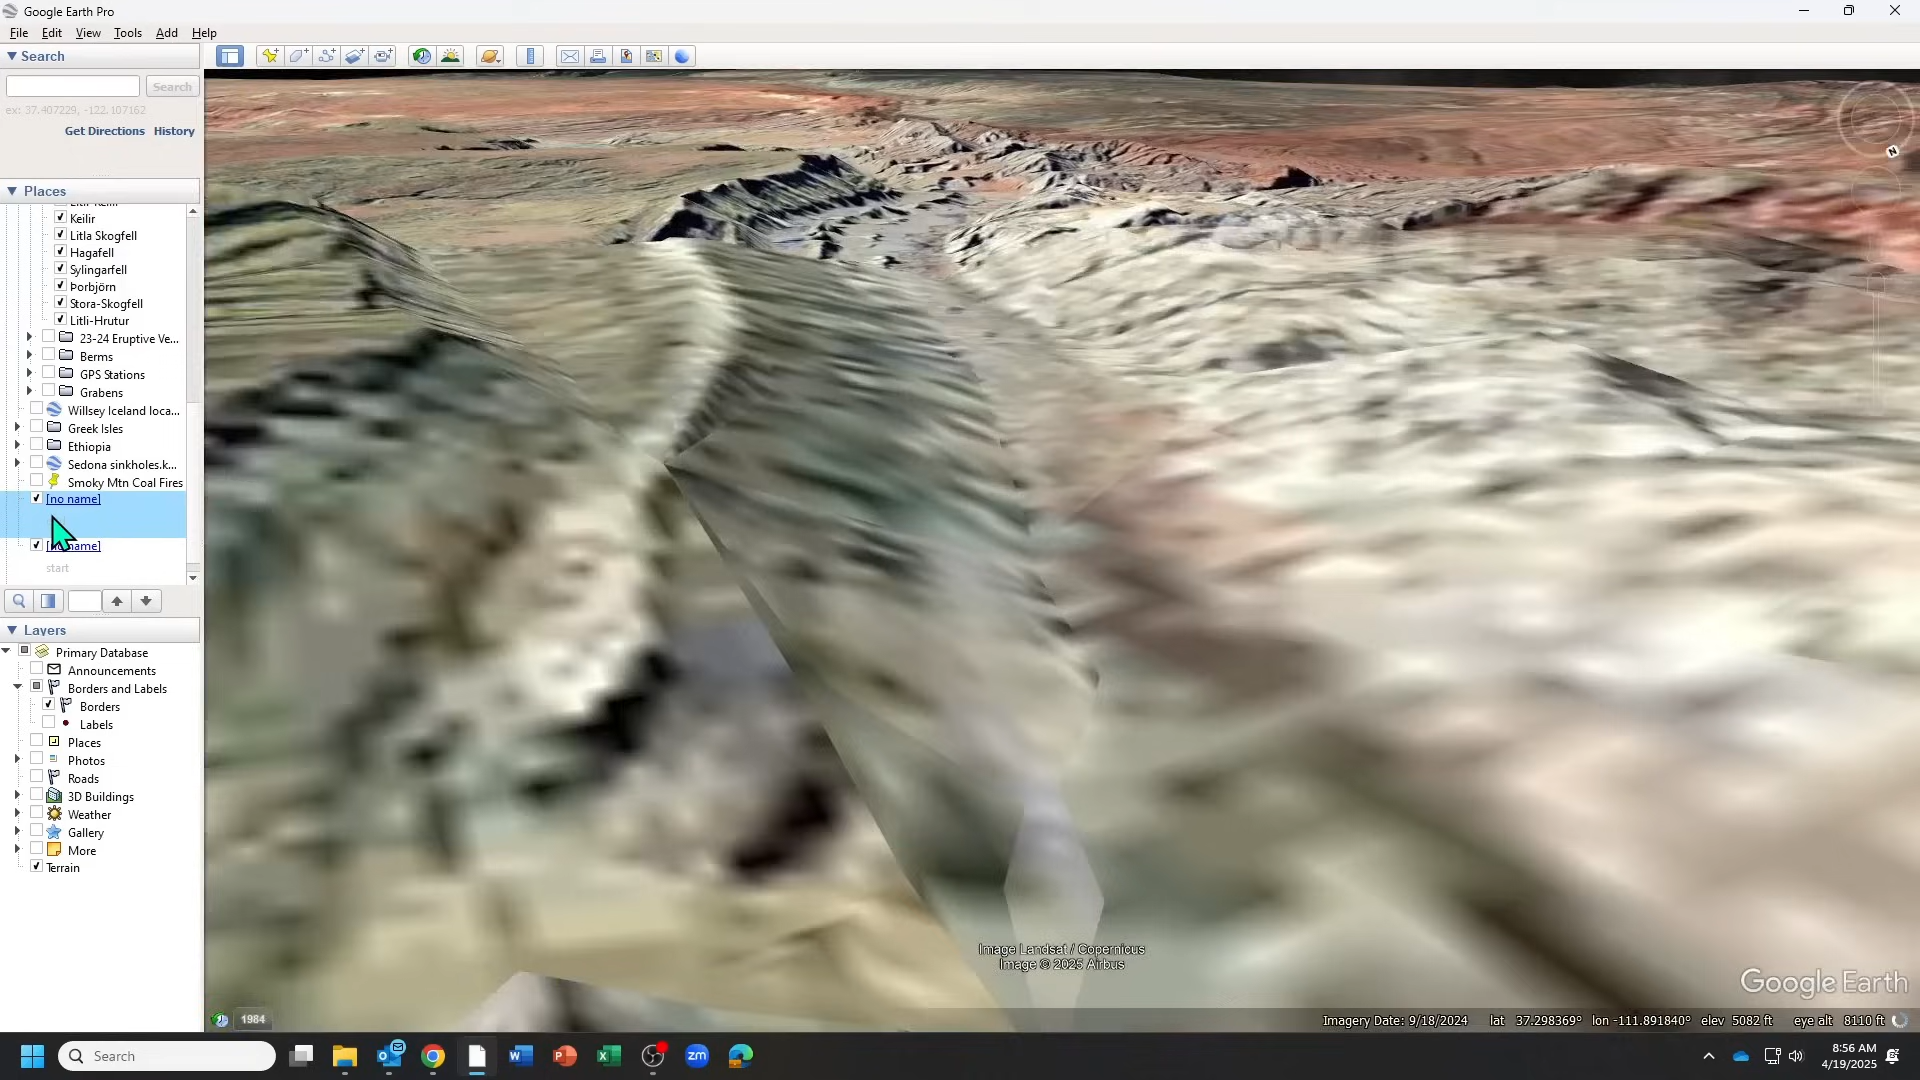 Google Earth Pro
File Edit View Tools Add Help
Search
Search
ex: 37.407229, -122.107162
Get Directions History
Places
Keilir
Litla Skogfell
Hagafell
Sylingarfell
Þorbjörn
Stora-Skogfell
Litli-Hrutur
23-24 Eruptive Ve...
Berms
GPS Stations
Grabens
Willsey Iceland loca...
Greek Isles
Ethiopia
Sedona sinkholes.k...
Smoky Mtn Coal Fires
[no name]
name]
start
Layers
Primary Database
Announcements
Borders and Labels
Borders
Labels
Places
Photos
Roads
3D Buildings
Weather
Gallery
More
Terrain
N
Image Landsat / Copernicus
Image © 2025 Airbus
Google Earth
1984
Imagery Date: 9/18/2024 lat 37.298369° lon -111.891840° elev 5082 ft eye alt 8110 ft
Search
zm
8:56 AM
4/19/2025